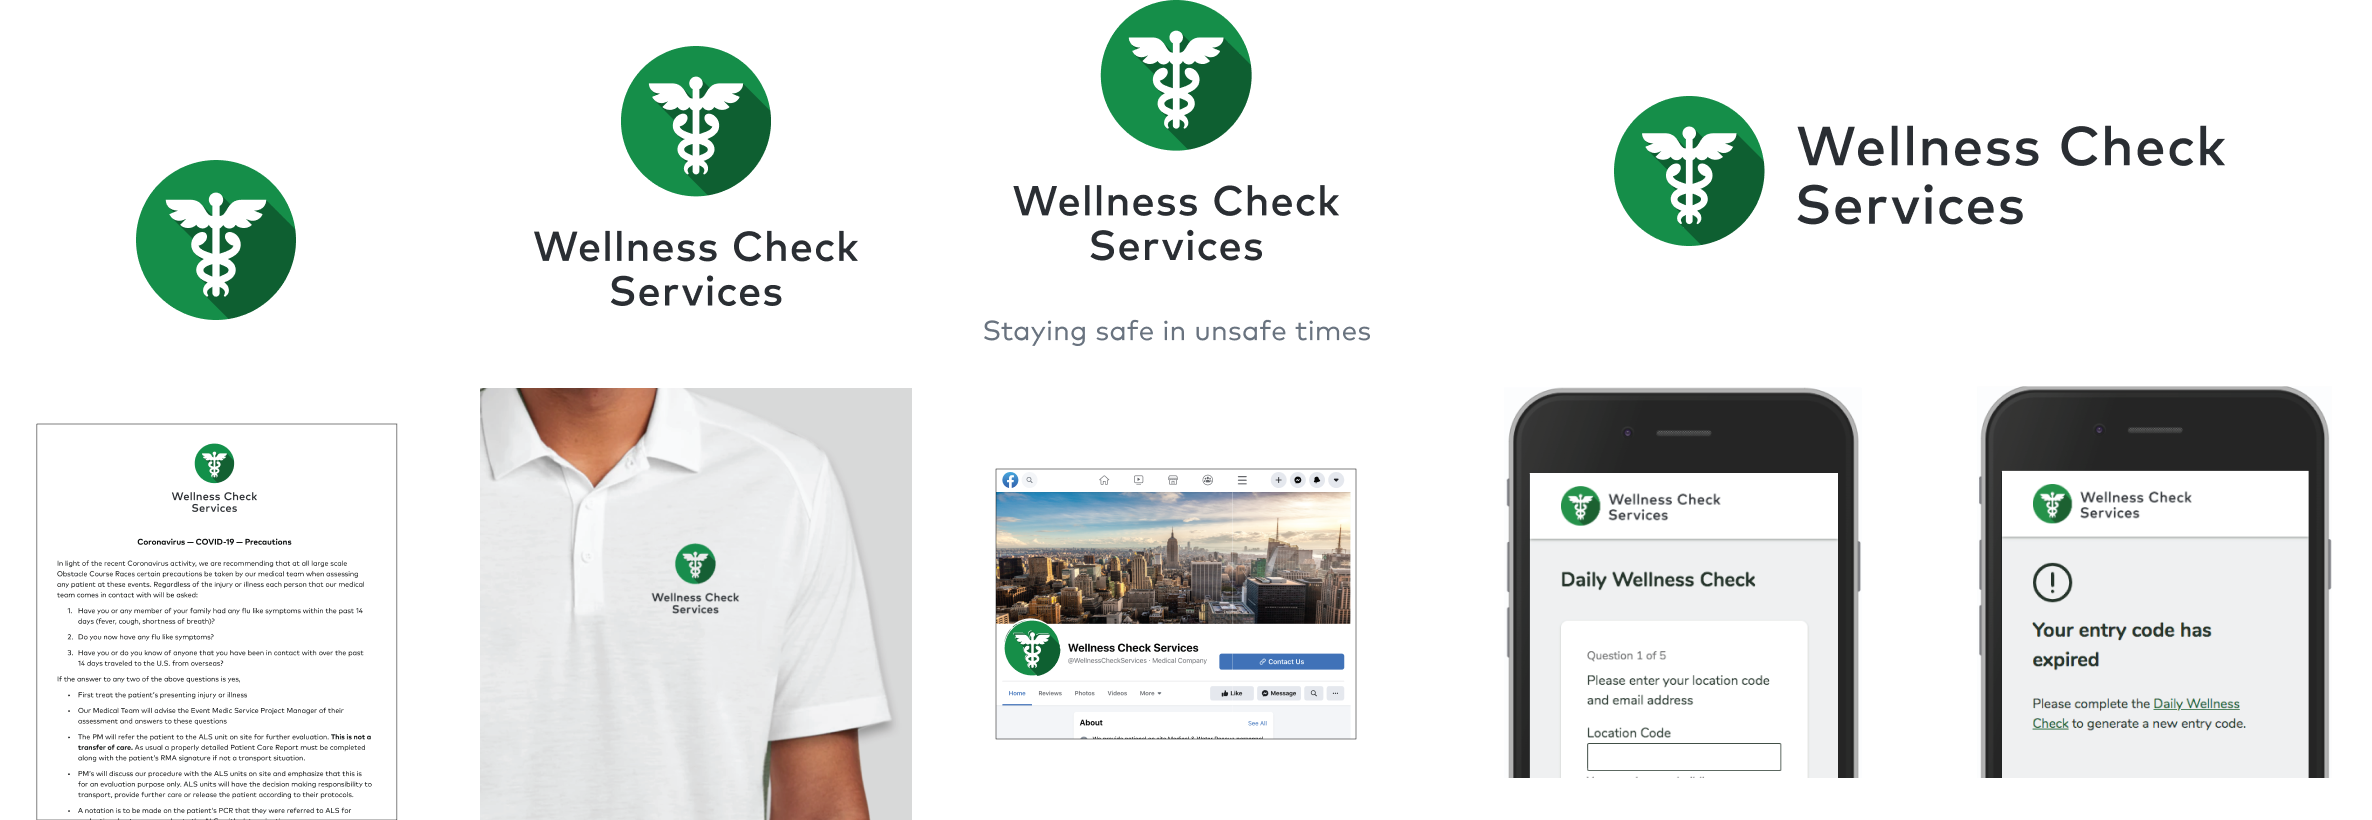 Wellness Check
Services
Wellness Check
Services
Staying safe in unsafe times
Wellness Check
Services
Wellness Check
Services
Coronavirus — COVID-19 — Precautions
In light of the recent Coronavirus activity, we are recommending that at all large scale
Obstacle Course Races certain precautions be taken by our medical team when assessing
any patient at these events. Regardless of the injury or illness each person that our medical
team comes in contact with will be asked:
1. Have you or any member of your family had any flu like symptoms within the past 14
days (fever, cough, shortness of breath)?
2. Do you now have any flu like symptoms?
3. Have you or do you know of anyone that you have been in contact with over the past
14 days traveled to the U.S. from overseas?
If the answer to any two of the above questions is yes,
• First treat the patient's presenting injury or illness
• Our Medical Team will advise the Event Medic Service Project Manager of their
assessment and answers to these questions
• The PM will refer the patient to the ALS unit on site for further evaluation. This is not a
transfer of care. As usual a properly detailed Patient Care Report must be completed
along with the patient's RMA signature if not a transport situation.
• PM's will discuss our procedure with the ALS units on site and emphasize that this is
for an evaluation purpose only. ALS units will have the decision making responsibility to
transport, provide further care or release the patient according to their protocols.
• A notation is to be made on the patient's PCR that they were referred to ALS for
Wellness Check
Services
Wellness Check Services
@WellnessCheckServices · Medical Company
Contact Us
Home Reviews Photos Videos More
Like Message
About
See All
Wellness Check
Services
Daily Wellness Check
Question 1 of 5
Please enter your location code
and email address
Location Code
Wellness Check
Services
Your entry code has
expired
Please complete the Daily Wellness
Check to generate a new entry code.